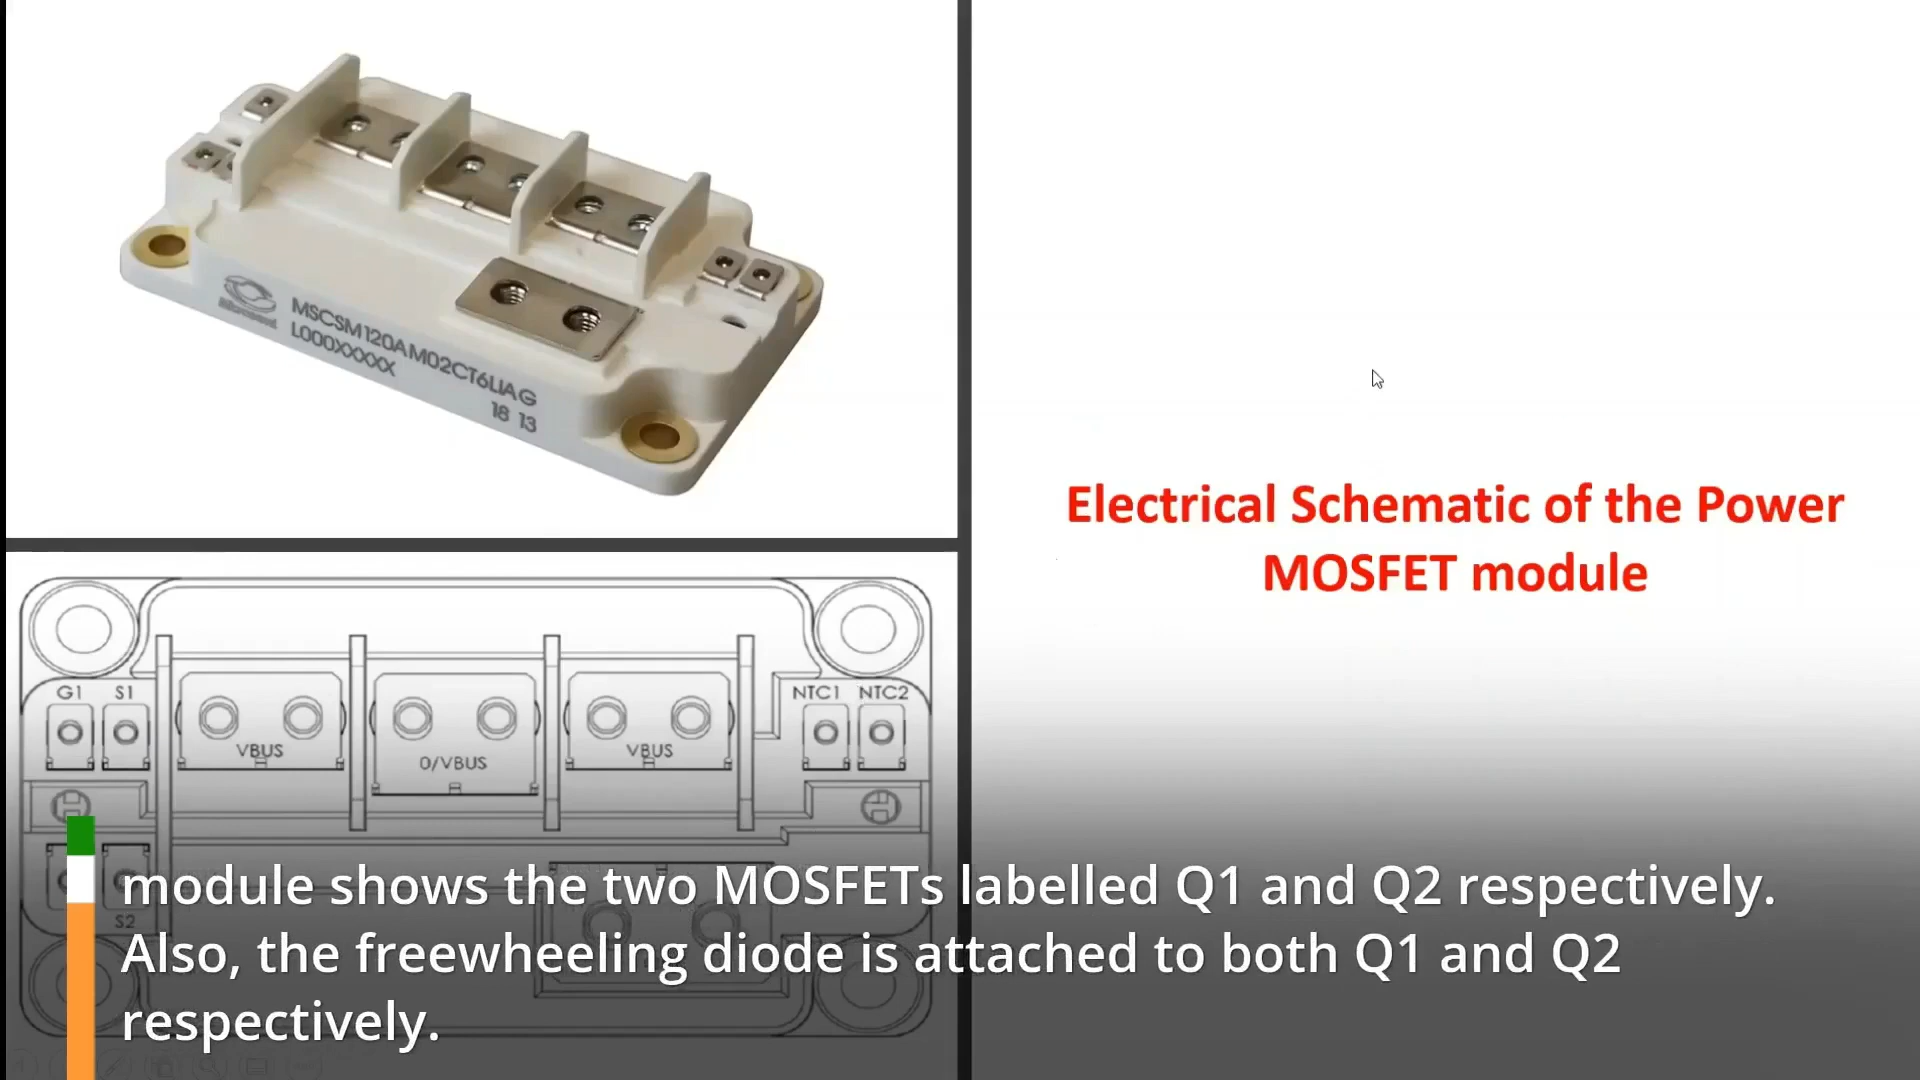 Microsemi
MSCSM120AM02CT6LIAG
L000XXXXX
18 13
Electrical Schematic of the Power
MOSFET module
G1 S1
VBUS
0/VBUS
VBUS
NTC1 NTC2
S2
module shows the two MOSFETs labelled Q1 and Q2 respectively.
Also, the freewheeling diode is attached to both Q1 and Q2
respectively.